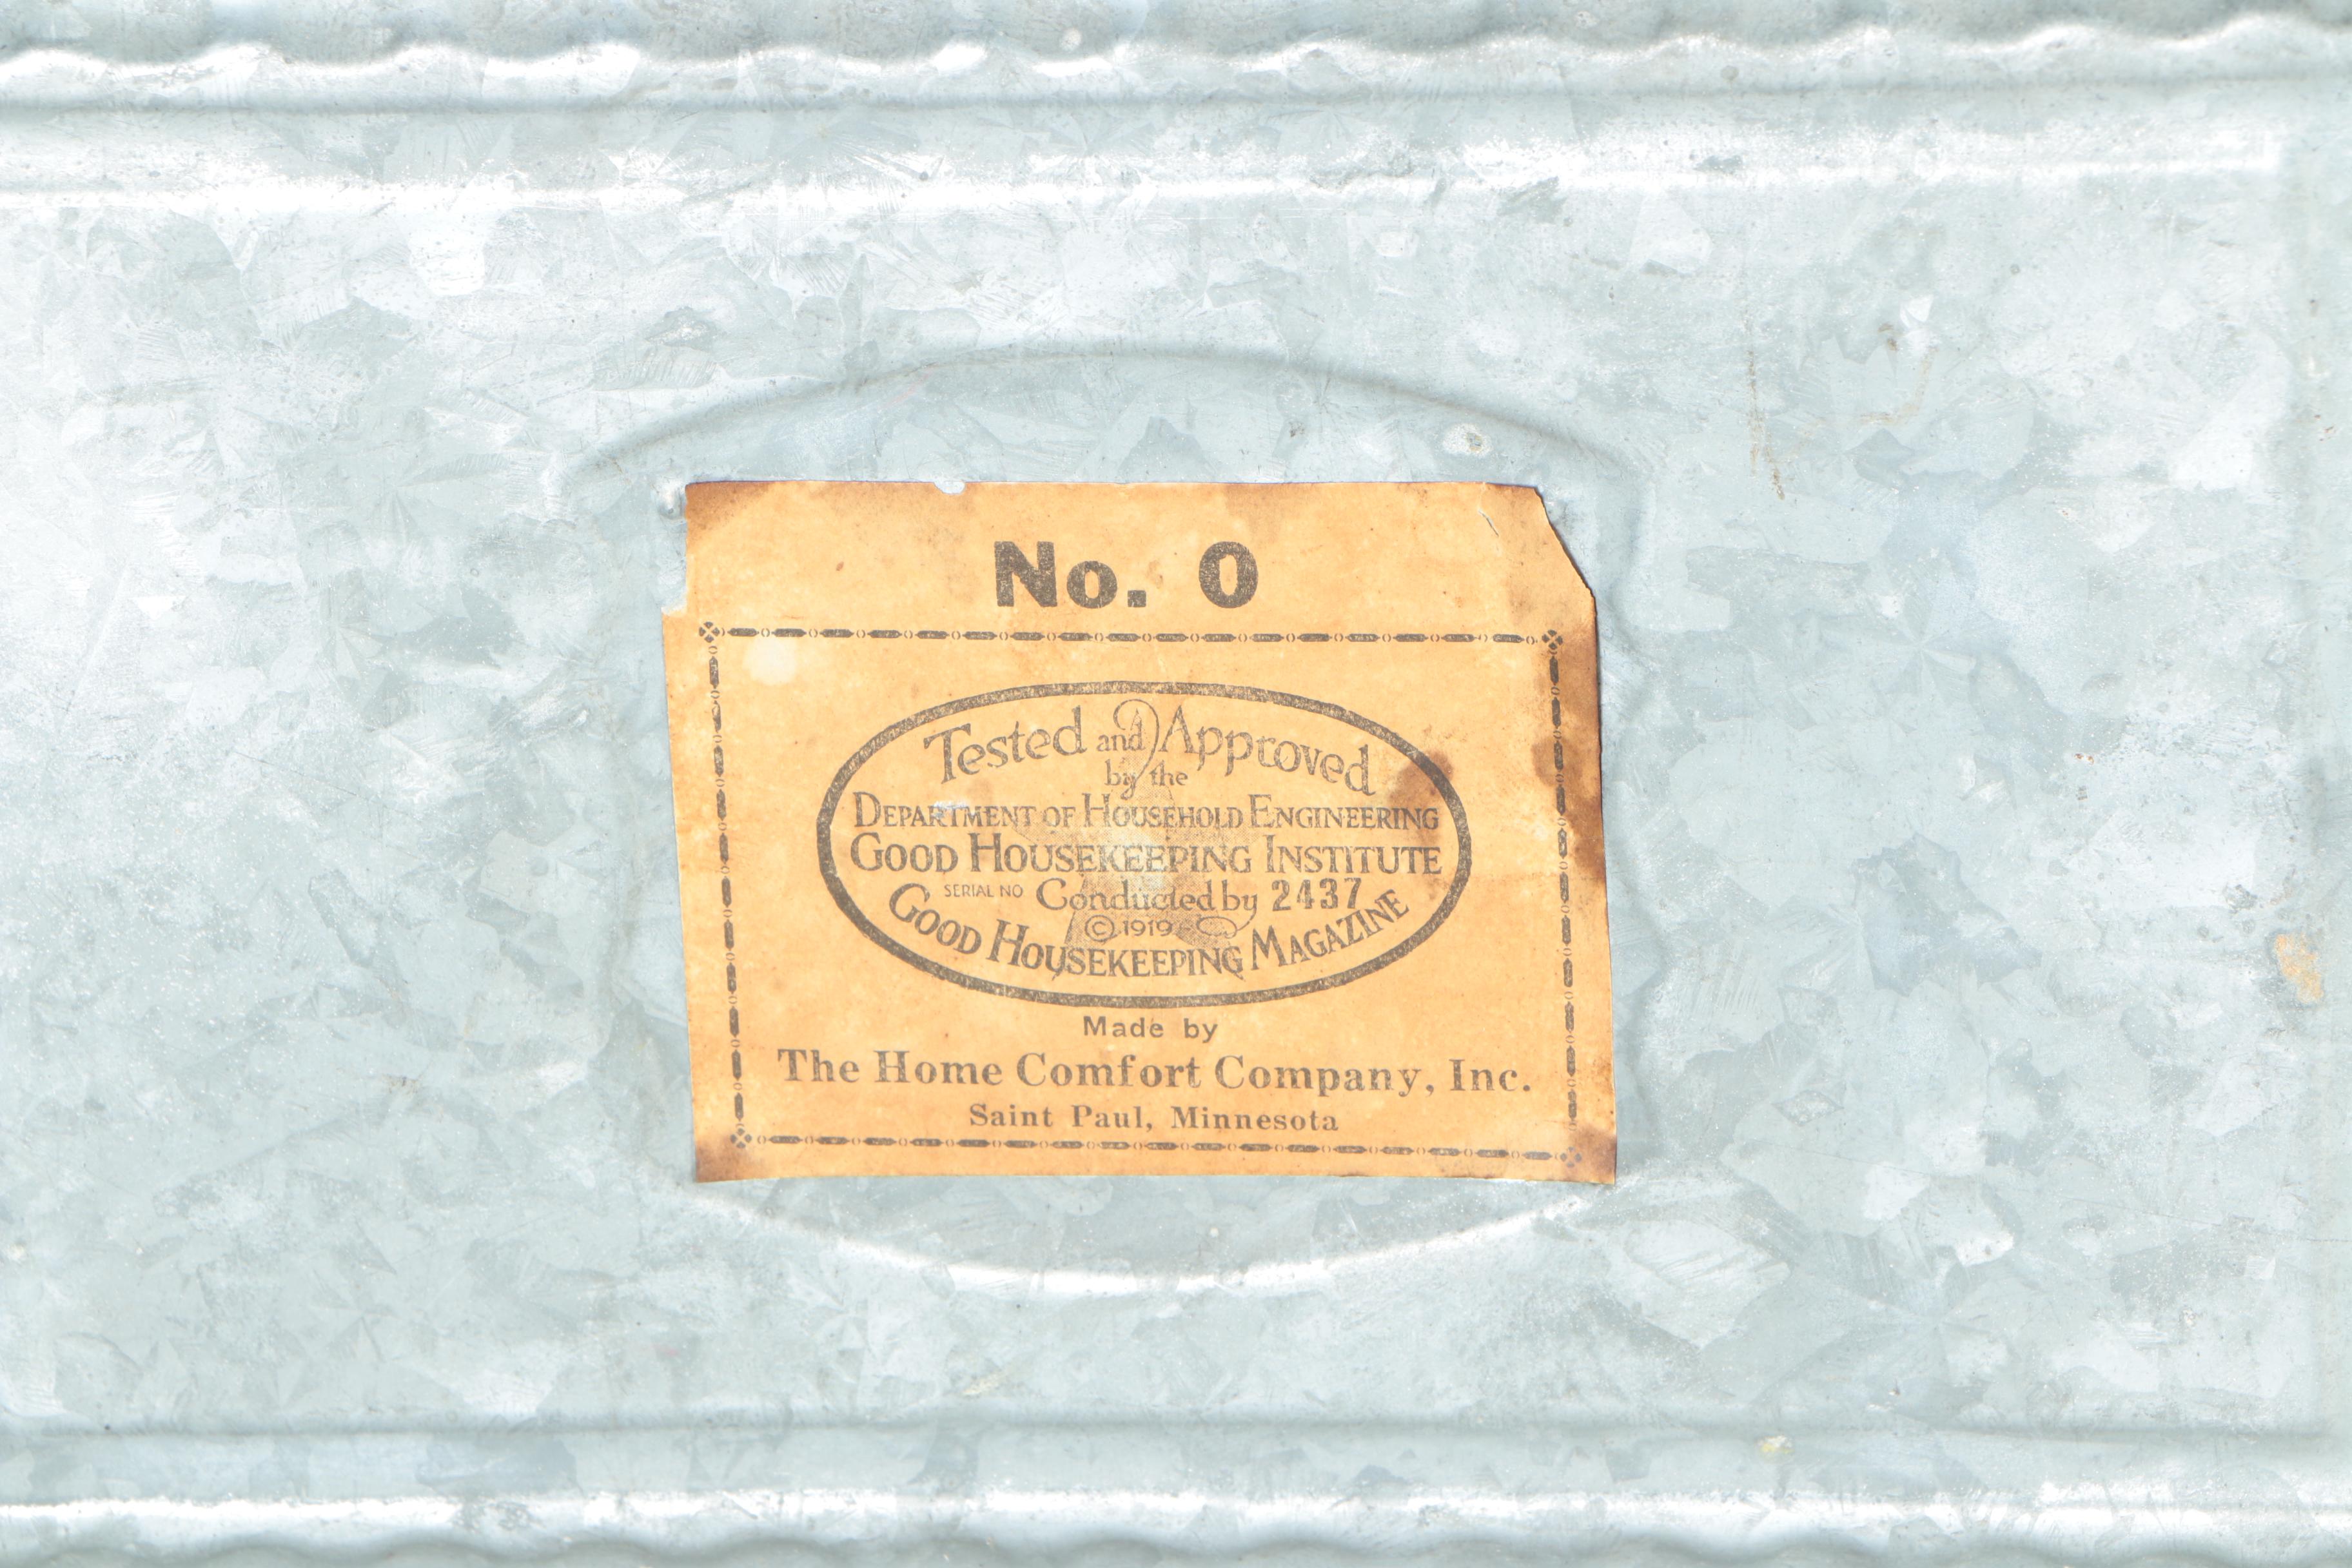 No. 0
Tested and Approved
by the
DEPARTMENT OF HOUSEHOLD ENGINEERING
GOOD HOUSEKEEPING INSTITUTE
SERIAL NO Conducted by 2437
© 1919
GOOD HOUSEKEEPING MAGAZINE
Made by
The Home Comfort Company, Inc.
Saint Paul, Minnesota